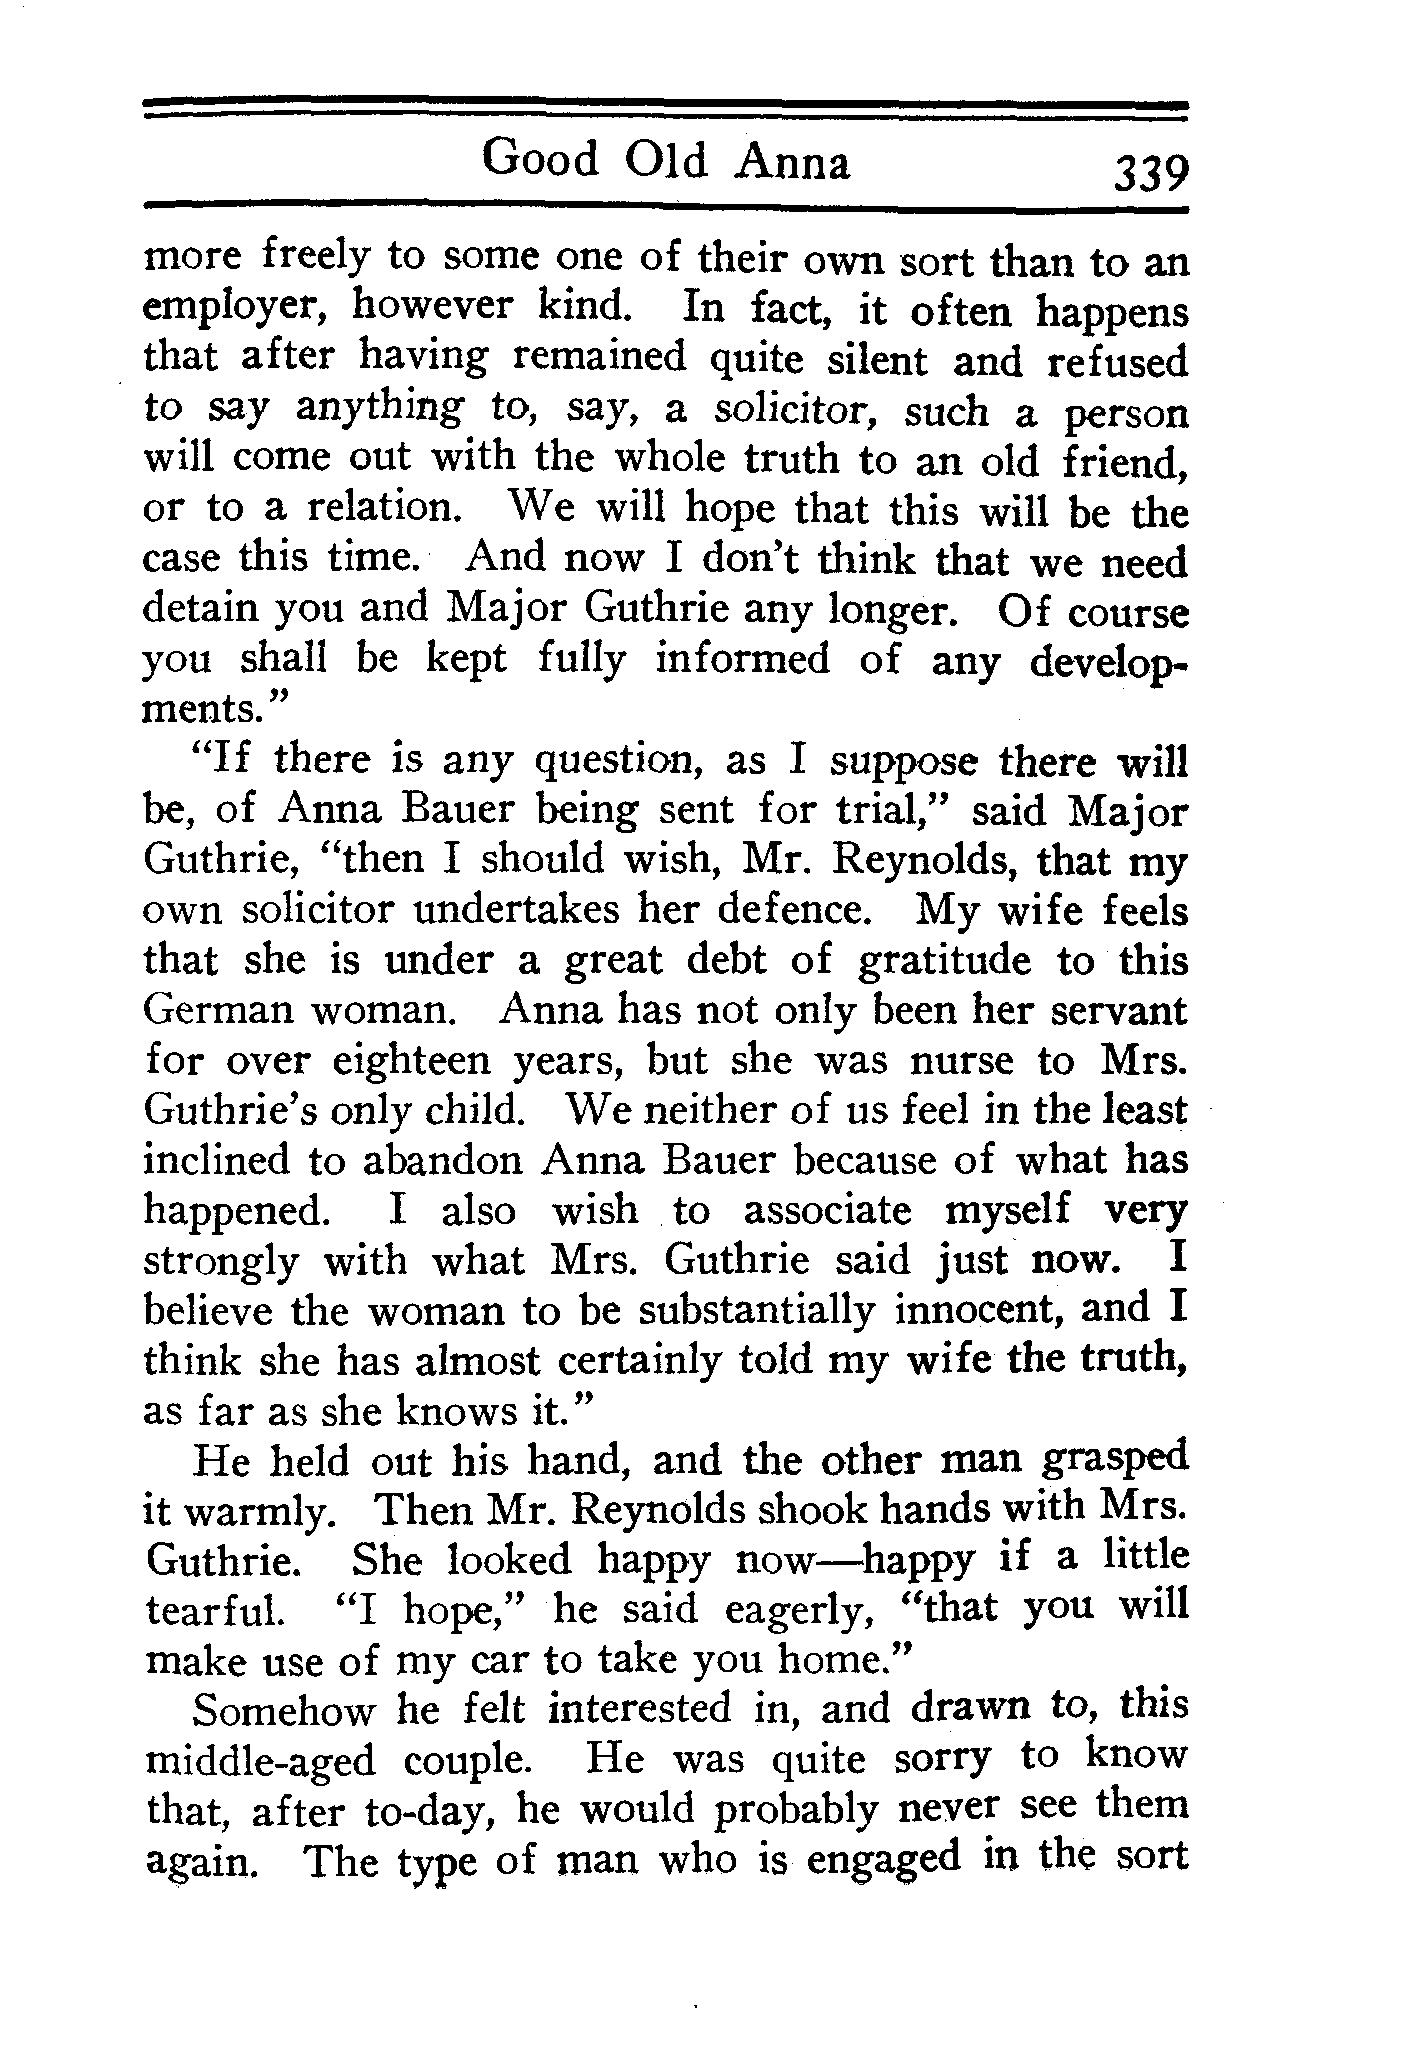 Good Old Anna 339
more freely to some one of their own sort than to an
employer, however kind. In fact, it often happens
that after having remained quite silent and refused
to say anything to, say, a solicitor, such a person
will come out with the whole truth to an old friend,
or to a relation. We will hope that this will be the
case this time. And now I don't think that we need
detain you and Major Guthrie any longer. Of course
you shall be kept fully informed of any develop-
ments."
"If there is any question, as I suppose there will
be, of Anna Bauer being sent for trial," said Major
Guthrie, "then I should wish, Mr. Reynolds, that my
own solicitor undertakes her defence. My wife feels
that she is under a great debt of gratitude to this
German woman. Anna has not only been her servant
for over eighteen years, but she was nurse to Mrs.
Guthrie's only child. We neither of us feel in the least
inclined to abandon Anna Bauer because of what has
happened. I also wish to associate myself very
strongly with what Mrs. Guthrie said just now. I
believe the woman to be substantially innocent, and I
think she has almost certainly told my wife the truth,
as far as she knows it."
He held out his hand, and the other man grasped
it warmly. Then Mr. Reynolds shook hands with Mrs.
Guthrie. She looked happy now—happy if a little
tearful. "I hope," he said eagerly, "that you will
make use of my car to take you home."
Somehow he felt interested in, and drawn to, this
middle-aged couple. He was quite sorry to know
that, after to-day, he would probably never see them
again. The type of man who is engaged in the sort